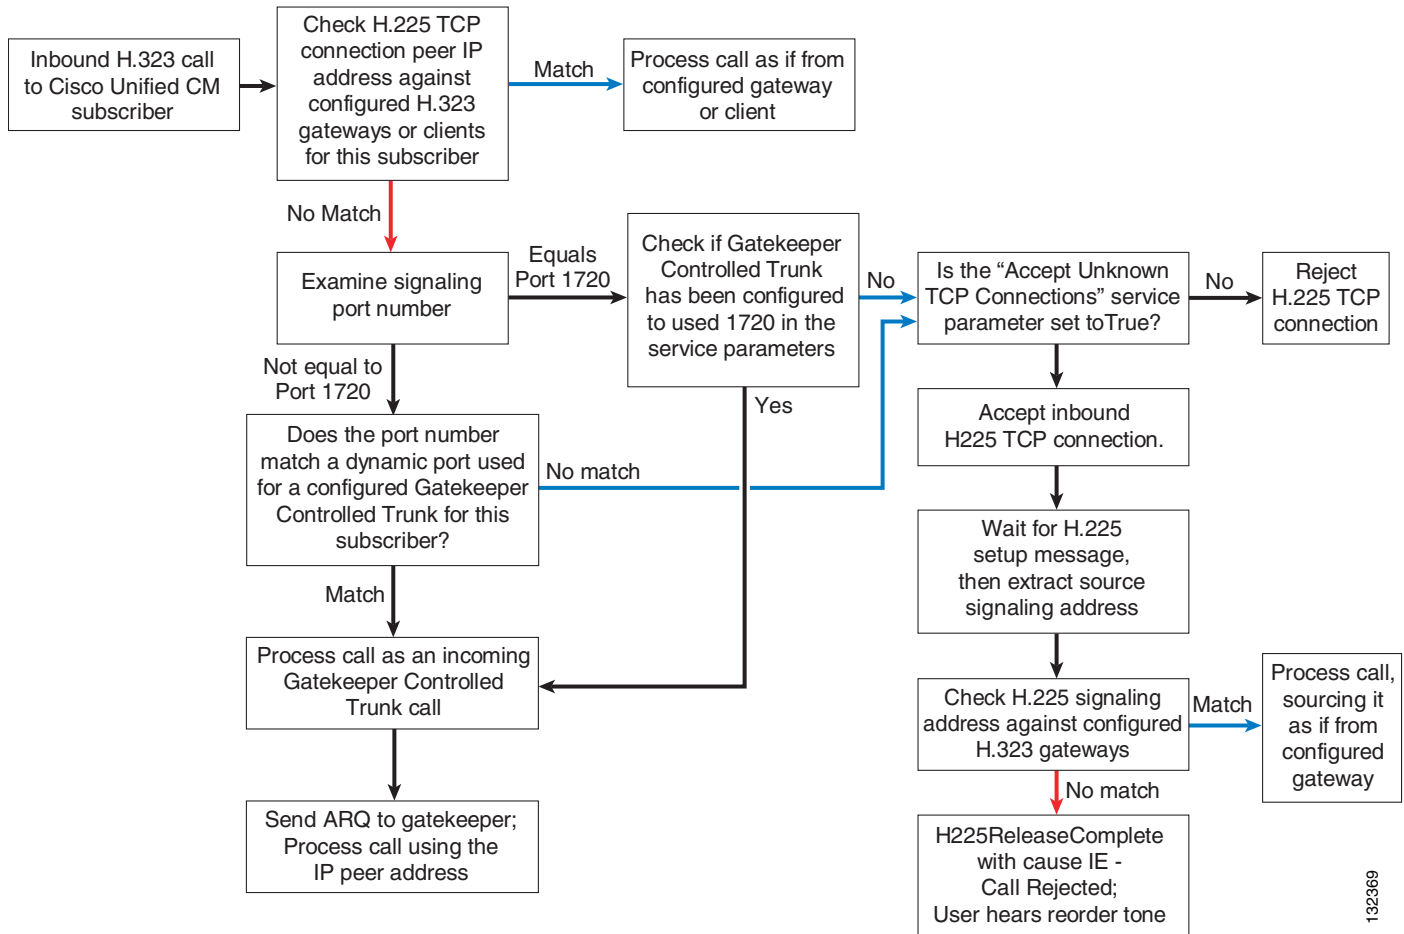 Inbound H.323 call
to Cisco Unified CM
subscriber
Check H.225 TCP
connection peer IP
address against
configured H.323
gateways or clients
for this subscriber
Match
Process call as if from
configured gateway
or client
No Match
Examine signaling
port number
Equals
Port 1720
Check if Gatekeeper
Controlled Trunk
has been configured
to used 1720 in the
service parameters
No
Is the “Accept Unknown
TCP Connections” service
parameter set toTrue?
No
Reject
H.225 TCP
connection
Not equal to
Port 1720
Yes
Accept inbound
H225 TCP connection.
Does the port number
match a dynamic port used
for a configured Gatekeeper
Controlled Trunk for this
subscriber?
No match
Wait for H.225
setup message,
then extract source
signaling address
Match
Process call as an incoming
Gatekeeper Controlled
Trunk call
Check H.225 signaling
address against configured
H.323 gateways
Match
Process call,
sourcing it
as if from
configured
gateway
No match
Send ARQ to gatekeeper;
Process call using the
IP peer address
H225ReleaseComplete
with cause IE -
Call Rejected;
User hears reorder tone
132369